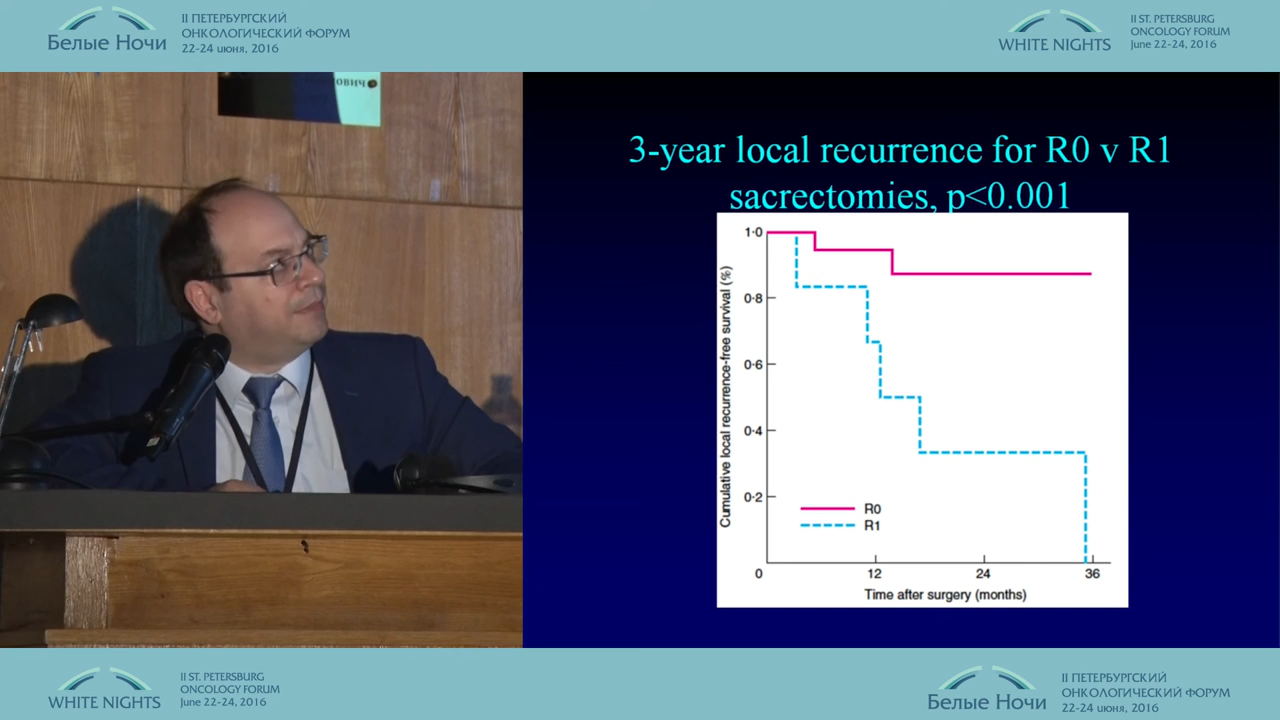 II ПЕТЕРБУРГСКИЙ
ОНКОЛОГИЧЕСКИЙ ФОРУМ
22-24 июня, 2016
Белые Ночи
II ST. PETERSBURG
ONCOLOGY FORUM
June 22-24, 2016
WHITE NIGHTS
ович
3-year local recurrence for R0 v R1
sacrectomies, p<0.001
Cumulative local recurrence-free survival (%)
1·0
0·8
0·6
0·4
0·2
R0
R1
0
12
24
36
Time after surgery (months)
II ST. PETERSBURG
ONCOLOGY FORUM
June 22-24, 2016
WHITE NIGHTS
II ПЕТЕРБУРГСКИЙ
ОНКОЛОГИЧЕСКИЙ ФОРУМ
22-24 июня, 2016
Белые Ночи